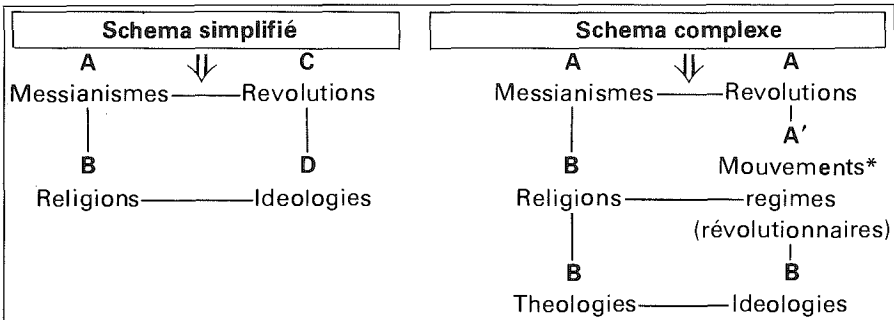 Schema simplifié
A C
Messianismes Revolutions
B D
Religions Ideologies
Schema complexe
A A
Messianismes Revolutions
A'
B Mouvements*
Religions regimes
(révolutionnaires)
B B
Theologies Ideologies